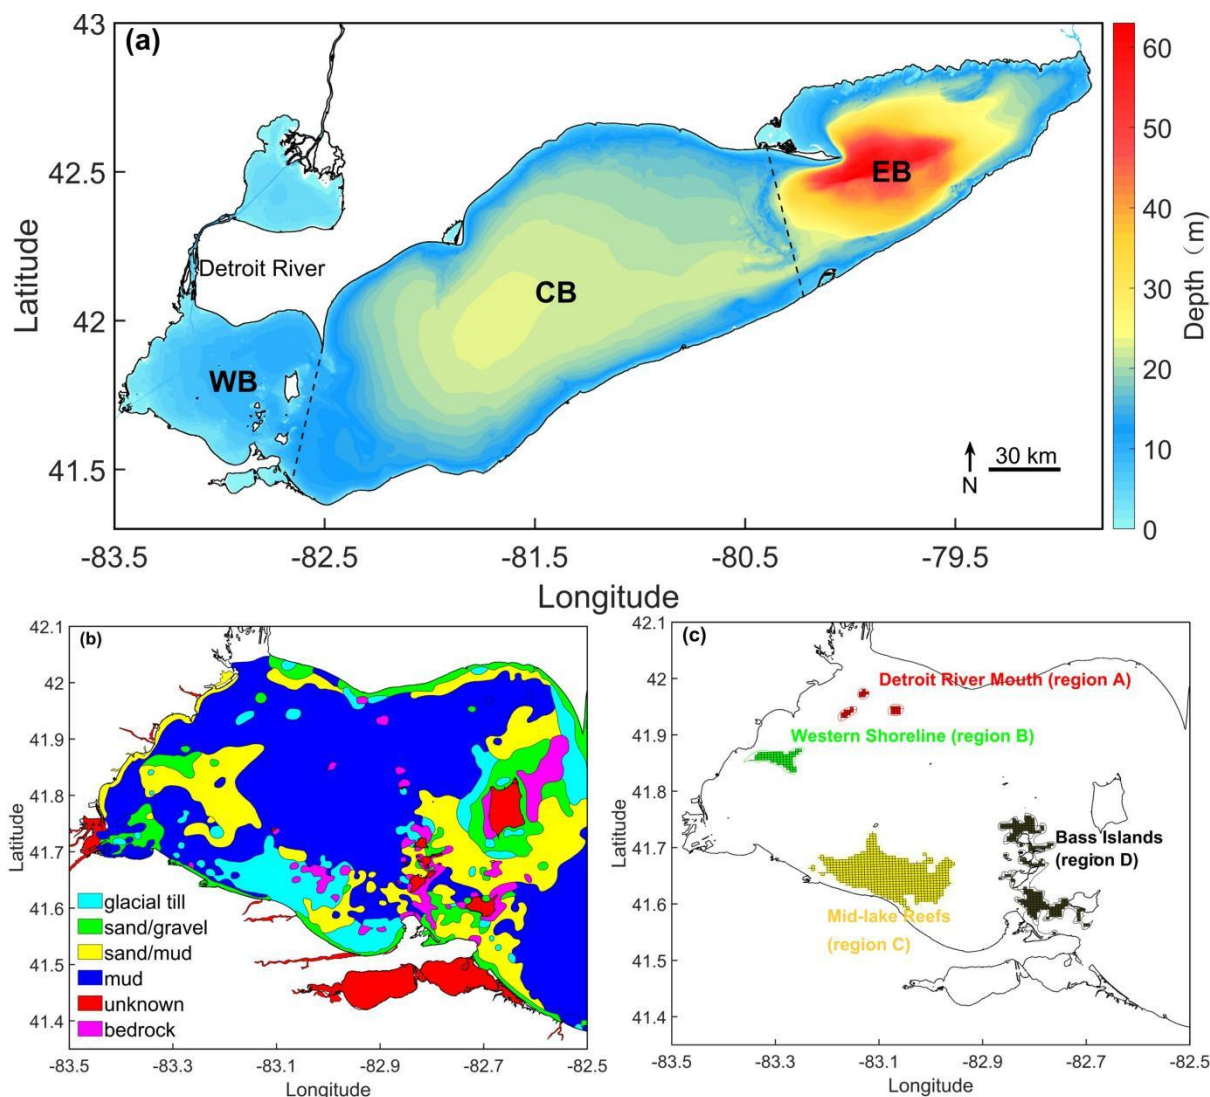 (a)
43
42.5
42
41.5
Latitude
Detroit River
WB
CB
EB
N
30 km
-83.5 -82.5 -81.5 -80.5 -79.5
Longitude
60
50
40
30
20
10
0
Depth (m)
(b)
42.1
42
41.9
41.8
41.7
41.6
41.5
41.4
Latitude
glacial till
sand/gravel
sand/mud
mud
unknown
bedrock
-83.5 -83.3 -83.1 -82.9 -82.7 -82.5
Longitude
(c)
42.1
42
41.9
41.8
41.7
41.6
41.5
41.4
Latitude
Detroit River Mouth (region A)
Western Shoreline (region B)
Bass Islands
(region D)
Mid-lake Reefs
(region C)
-83.5 -83.3 -83.1 -82.9 -82.7 -82.5
Longitude